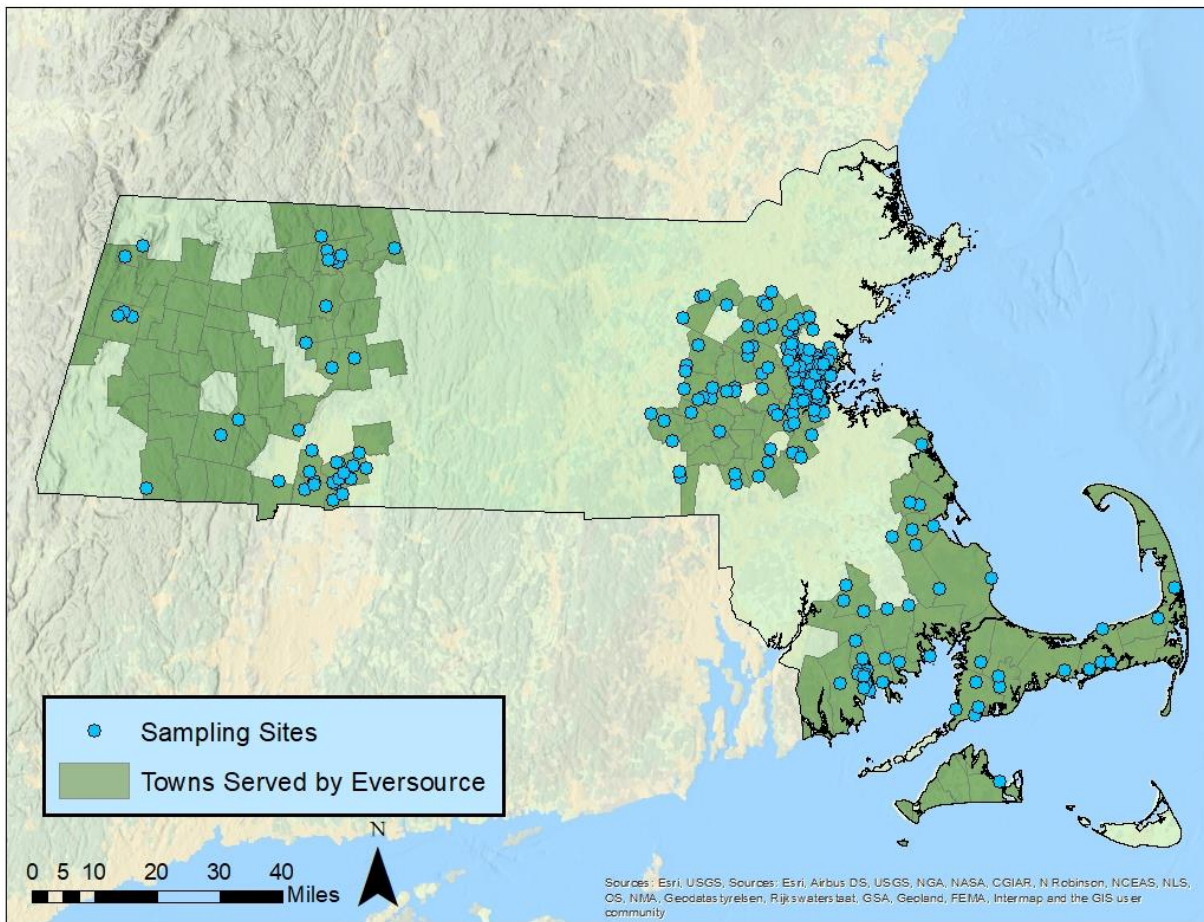 Sampling Sites
Towns Served by Eversource
N
0 5 10 20 30 40
Miles
Sources: Esri, USGS, Sources: Esri, Airbus DS, USGS, NGA, NASA, CGIAR, N Robinson, NCEAS, NLS,
OS, NMA, Geodatastyrelsen, Rijkswaterstaat, GSA, Geoland, FEMA, Intermap and the GIS user
community